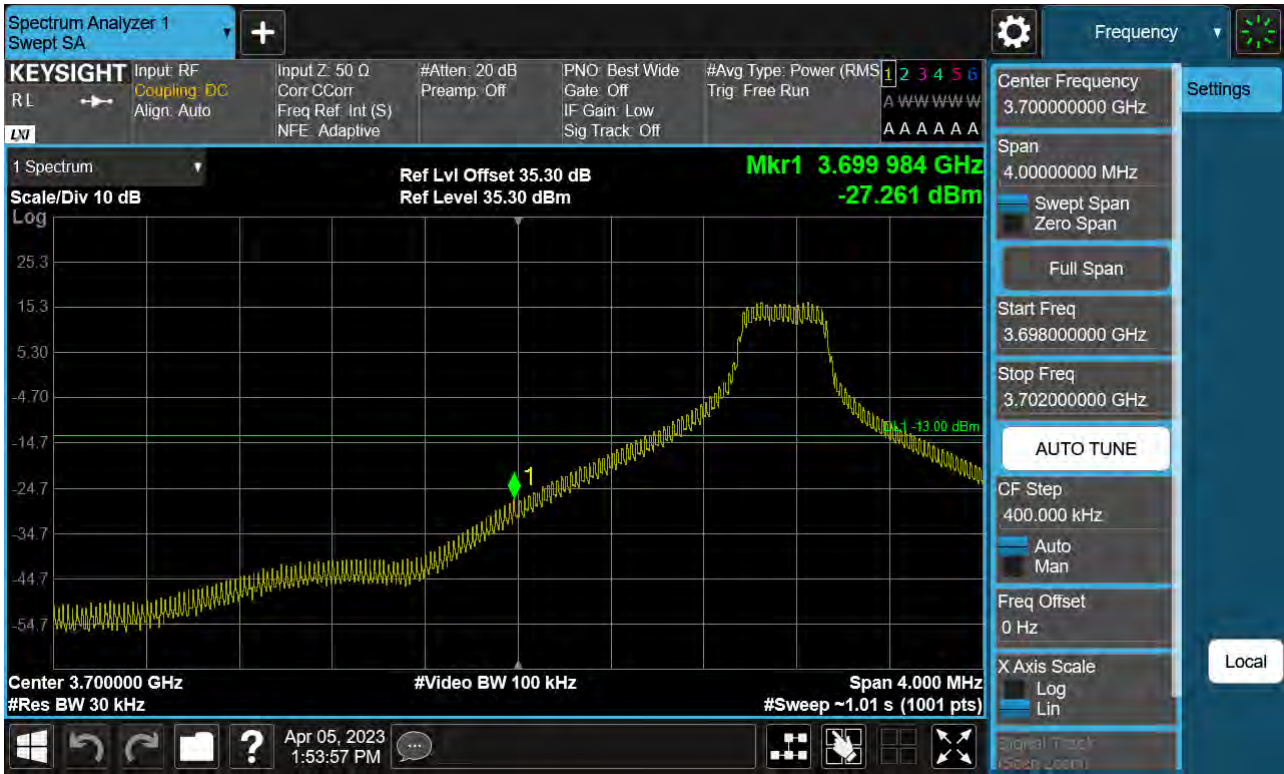 Spectrum Analyzer 1
Swept SA
+
Frequency
KEYSIGHT
RL
LXI
Input: RF
Coupling: DC
Align: Auto
Input Z: 50 Ω
Corr CCorr
Freq Ref: Int (S)
NFE: Adaptive
#Atten: 20 dB
Preamp: Off
PNO: Best Wide
Gate: Off
IF Gain: Low
Sig Track: Off
#Avg Type: Power (RMS
Trig: Free Run
1 2 3 4 5 6
A W W W W W
A A A A A A
1 Spectrum
Scale/Div 10 dB
Log
Ref Lvl Offset 35.30 dB
Ref Level 35.30 dBm
Mkr1 3.699 984 GHz
-27.261 dBm
25.3
15.3
5.30
-4.70
-14.7
-24.7
-34.7
-44.7
-54.7
1
-13.00 dBm
Center 3.700000 GHz
#Res BW 30 kHz
#Video BW 100 kHz
Span 4.000 MHz
#Sweep ~1.01 s (1001 pts)
Center Frequency
3.700000000 GHz
Settings
Span
4.00000000 MHz
Swept Span
Zero Span
Full Span
Start Freq
3.698000000 GHz
Stop Freq
3.702000000 GHz
AUTO TUNE
CF Step
400.000 kHz
Auto
Man
Freq Offset
0 Hz
X Axis Scale
Log
Lin
Local
Signal Track
(Span Zoom)
?
Apr 05, 2023
1:53:57 PM